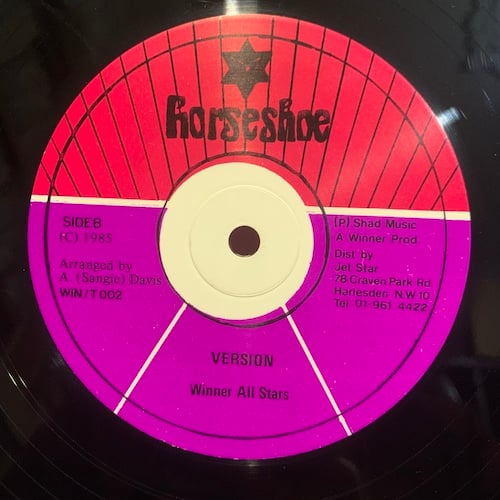 horseshoe
SIDE B
(C) 1985
Arranged by
A. (Sangie) Davis
WIN/T 002
(P) Shad Music
A Winner Prod.
Dist by
Jet Star
78 Craven Park Rd
Harlesden N.W 10
Tel 01-961 4422
VERSION
Winner All Stars